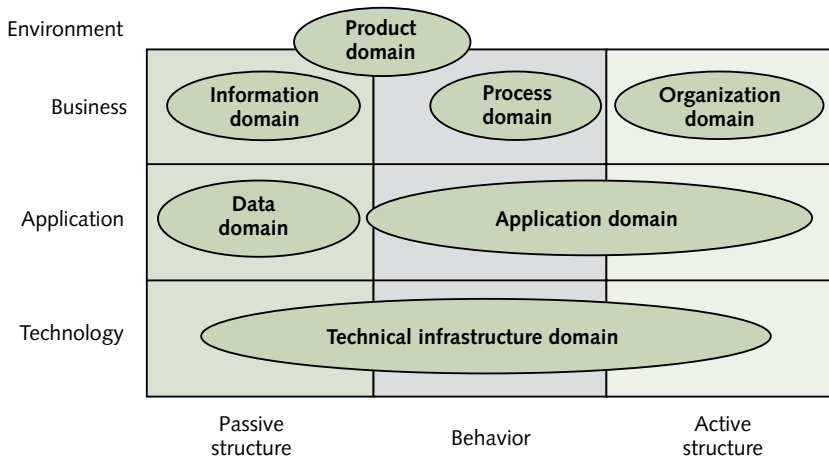 Environment
Product
domain
Business
Information
domain
Process
domain
Organization
domain
Application
Data
domain
Application domain
Technology
Technical infrastructure domain
Passive
structure
Behavior
Active
structure